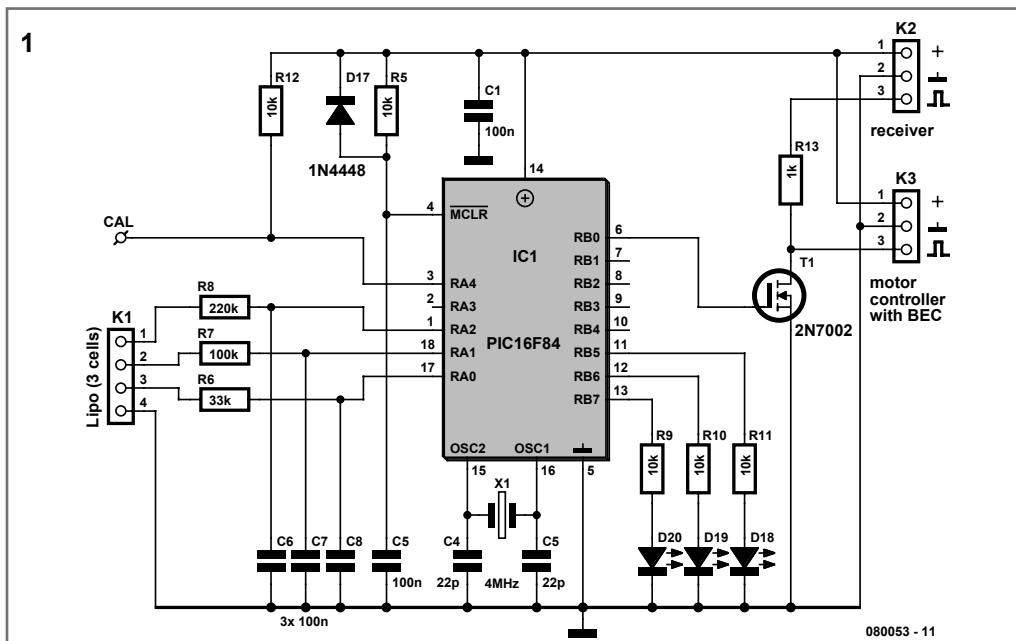 1
K2
1
+
2
3
receiver
R12
10k
D17
1N4448
R5
10k
C1
100n
14
R13
1k
K3
1
+
2
3
motor
controller
with BEC
CAL
4
MCLR
IC1
PIC16F84
3
RA4
2
RA3
1
RA2
18
RA1
17
RA0
RB0
6
RB1
7
RB2
8
RB3
9
RB4
10
RB5
11
RB6
12
RB7
13
T1
2N7002
K1
1
2
3
4
Lipo (3 cells)
R8
220k
R7
100k
R6
33k
OSC2
OSC1
15
16
5
X1
4MHz
R9
10k
R10
10k
R11
10k
D20
D19
D18
C6
C7
C8
3x 100n
C5
100n
C4
22p
C5
22p
080053 - 11